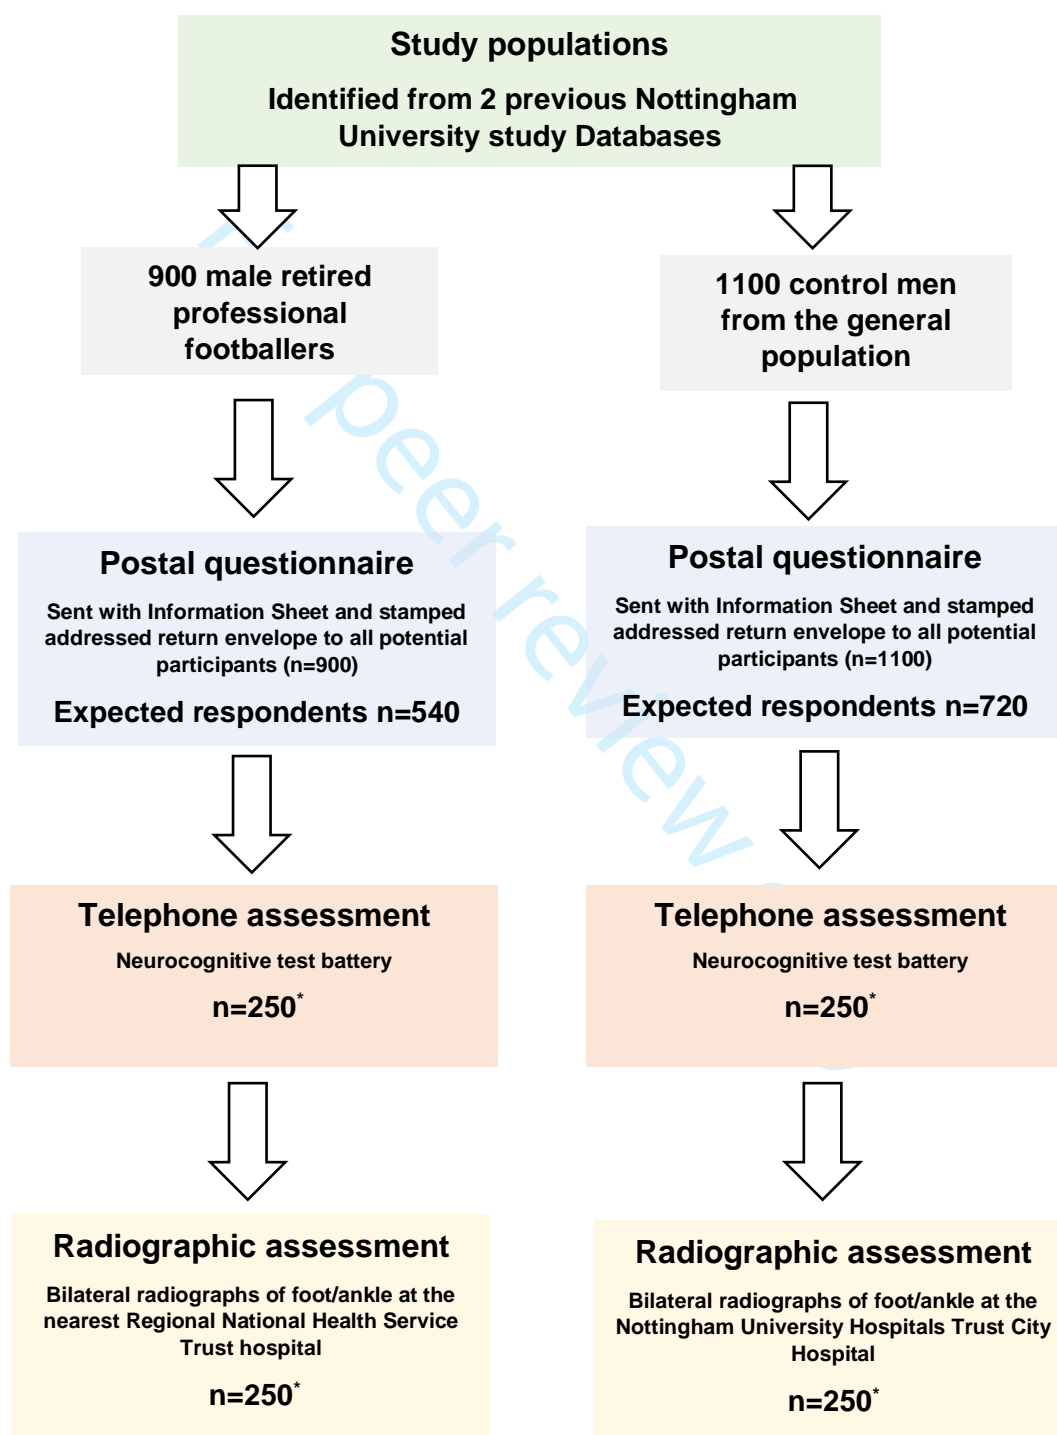 Study populations
Identified from 2 previous Nottingham
University study Databases
900 male retired
professional
footballers
1100 control men
from the general
population
Postal questionnaire
Sent with Information Sheet and stamped
addressed return envelope to all potential
participants (n=900)
Expected respondents n=540
Postal questionnaire
Sent with Information Sheet and stamped
addressed return envelope to all potential
participants (n=1100)
Expected respondents n=720
Telephone assessment
Neurocognitive test battery
n=250*
Telephone assessment
Neurocognitive test battery
n=250*
Radiographic assessment
Bilateral radiographs of foot/ankle at the
nearest Regional National Health Service
Trust hospital
n=250*
Radiographic assessment
Bilateral radiographs of foot/ankle at the
Nottingham University Hospitals Trust City
Hospital
n=250*
peer review